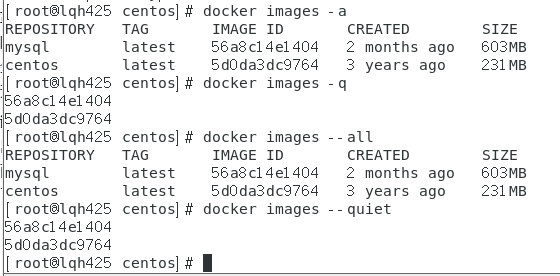 [root@lqh425 centos]# docker images -a
REPOSITORY TAG IMAGE ID CREATED SIZE
mysql latest 56a8c14e1404 2 months ago 603MB
centos latest 5d0da3dc9764 3 years ago 231MB
[root@lqh425 centos]# docker images -q
56a8c14e1404
5d0da3dc9764
[root@lqh425 centos]# docker images --all
REPOSITORY TAG IMAGE ID CREATED SIZE
mysql latest 56a8c14e1404 2 months ago 603MB
centos latest 5d0da3dc9764 3 years ago 231MB
[root@lqh425 centos]# docker images --quiet
56a8c14e1404
5d0da3dc9764
[root@lqh425 centos]#